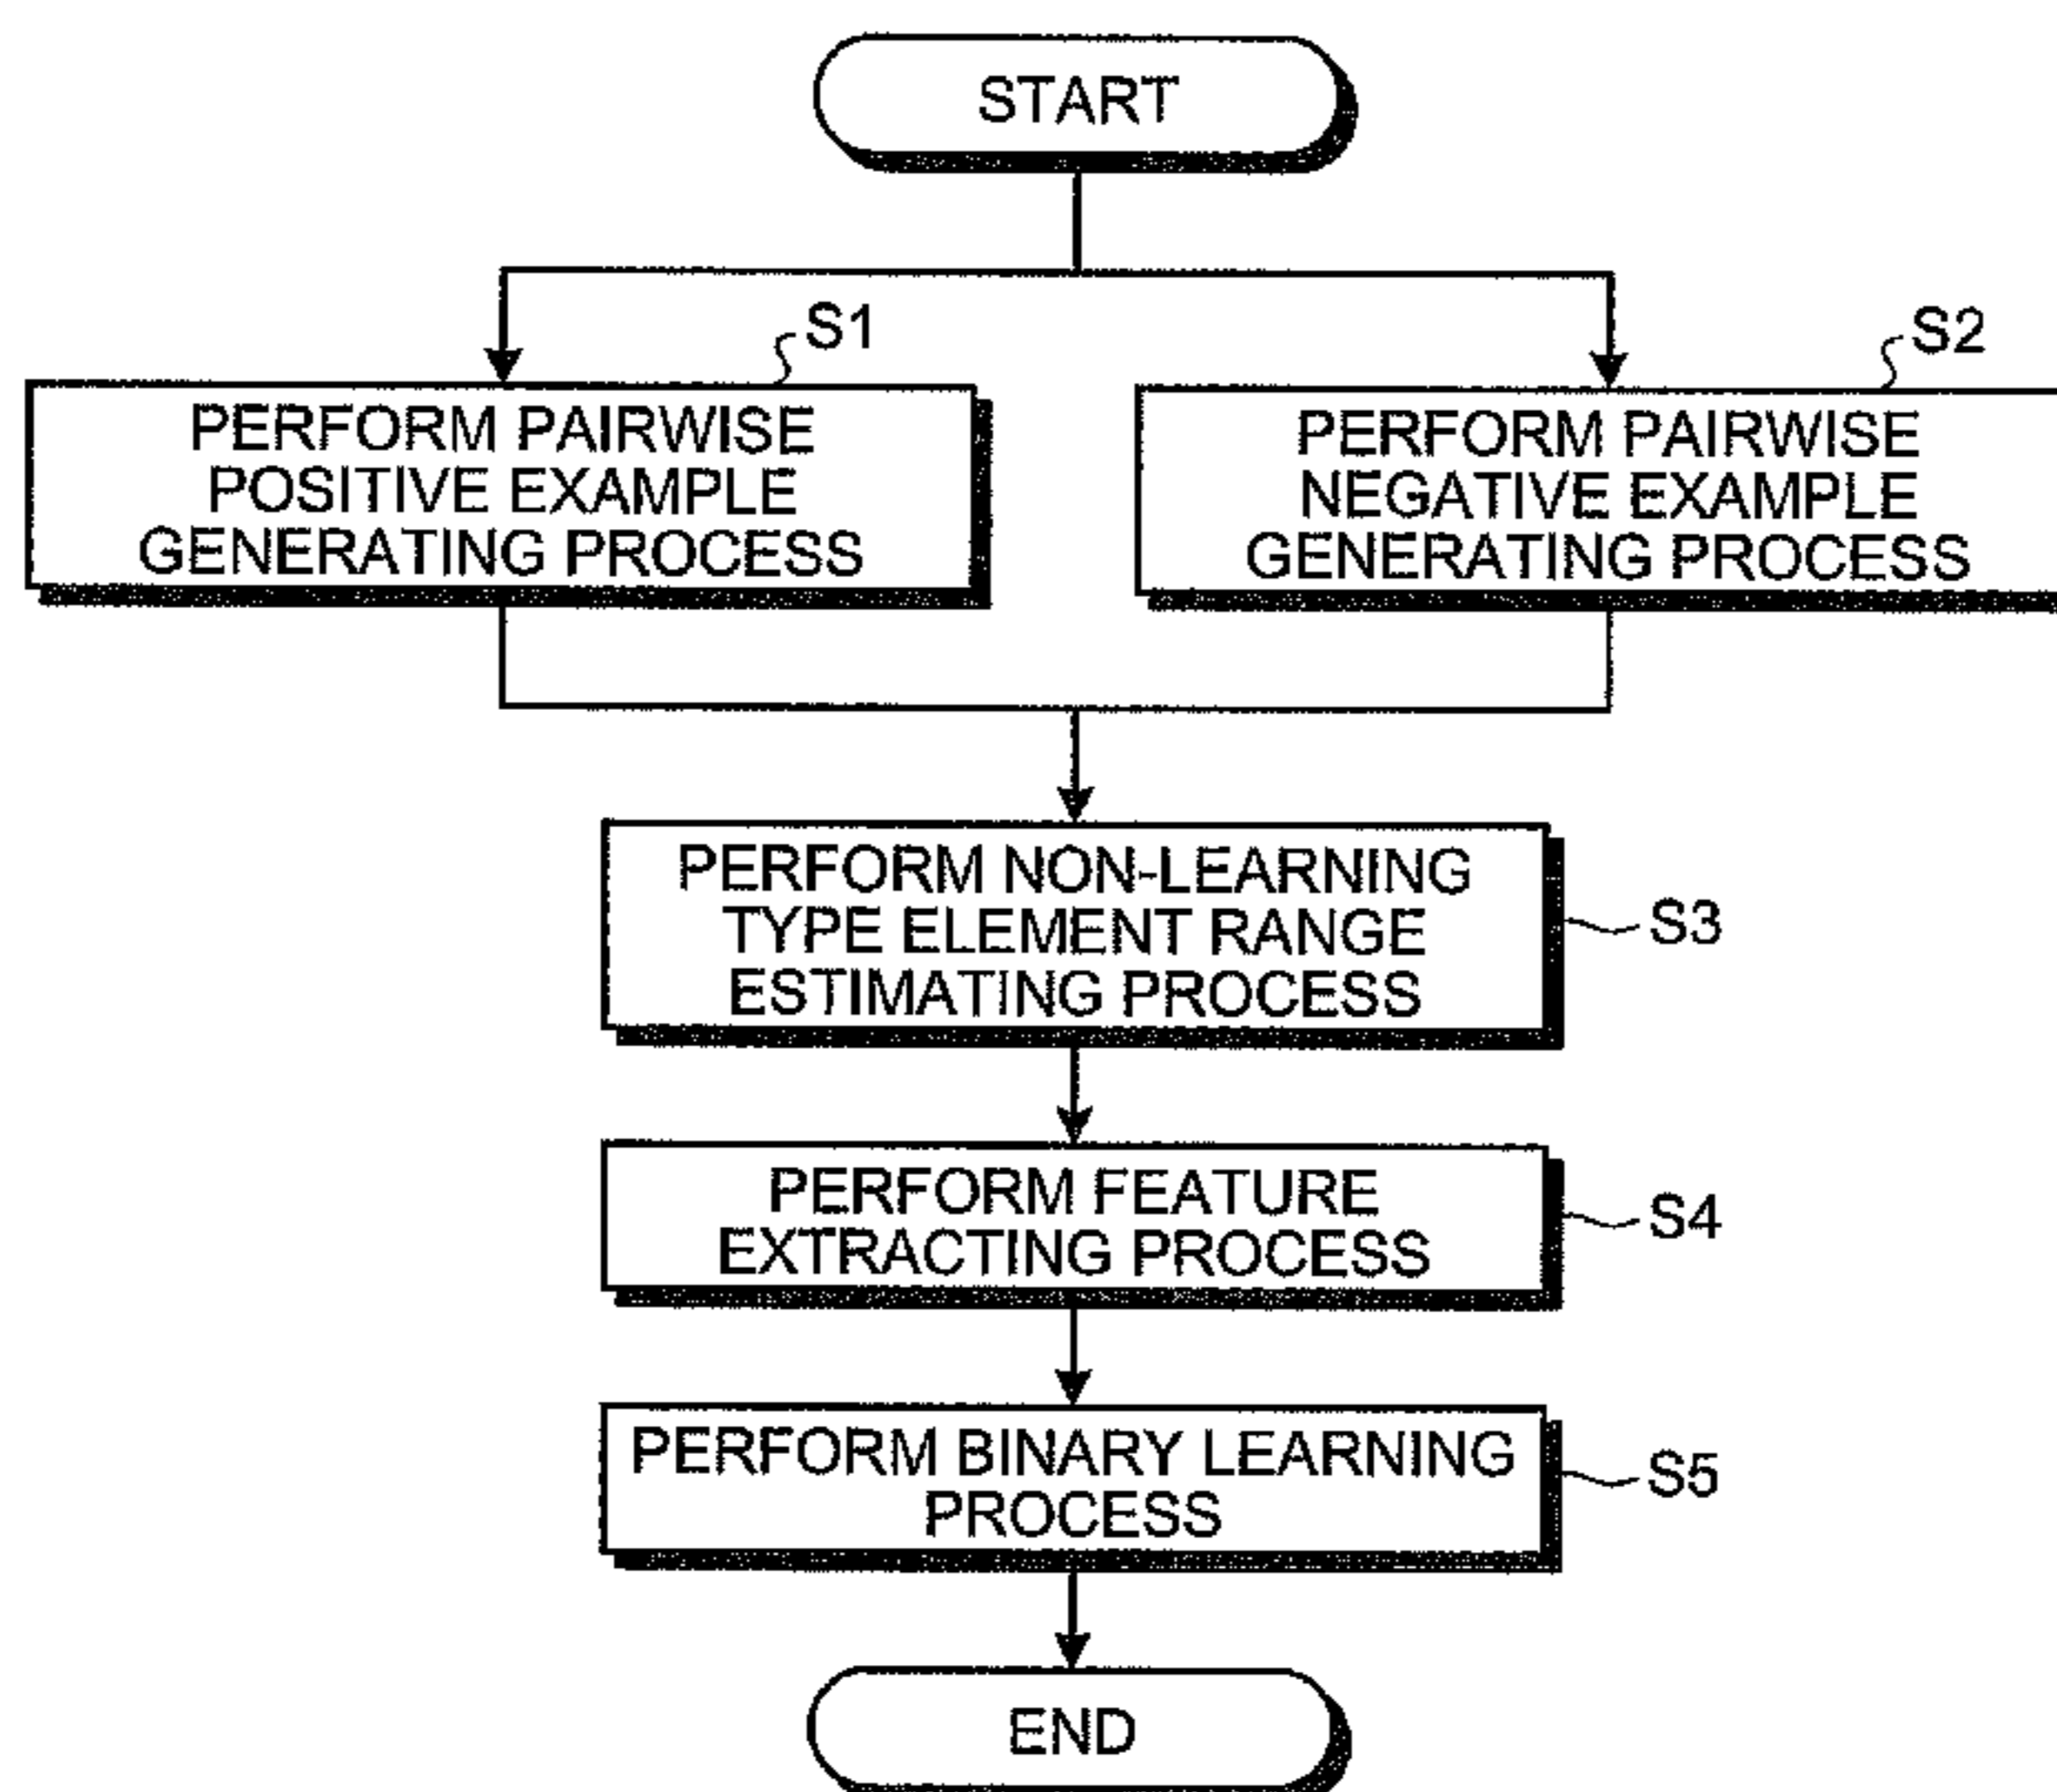 START
S1
PERFORM PAIRWISE
POSITIVE EXAMPLE
GENERATING PROCESS
S2
PERFORM PAIRWISE
NEGATIVE EXAMPLE
GENERATING PROCESS
PERFORM NON-LEARNING
TYPE ELEMENT RANGE
ESTIMATING PROCESS
S3
PERFORM FEATURE
EXTRACTING PROCESS
S4
PERFORM BINARY LEARNING
PROCESS
S5
END